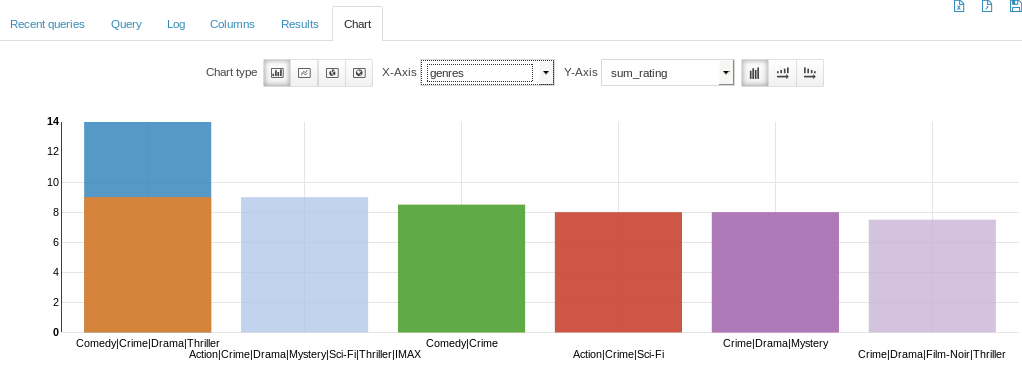 Recent queries Query Log Columns Results Chart
Chart type X-Axis genres Y-Axis sum_rating
14
12
10
8
6
4
2
0
Comedy|Crime|Drama|Thriller Comedy|Crime Crime|Drama|Mystery
Action|Crime|Drama|Mystery|Sci-Fi|Thriller|IMAX Action|Crime|Sci-Fi Crime|Drama|Film-Noir|Thriller